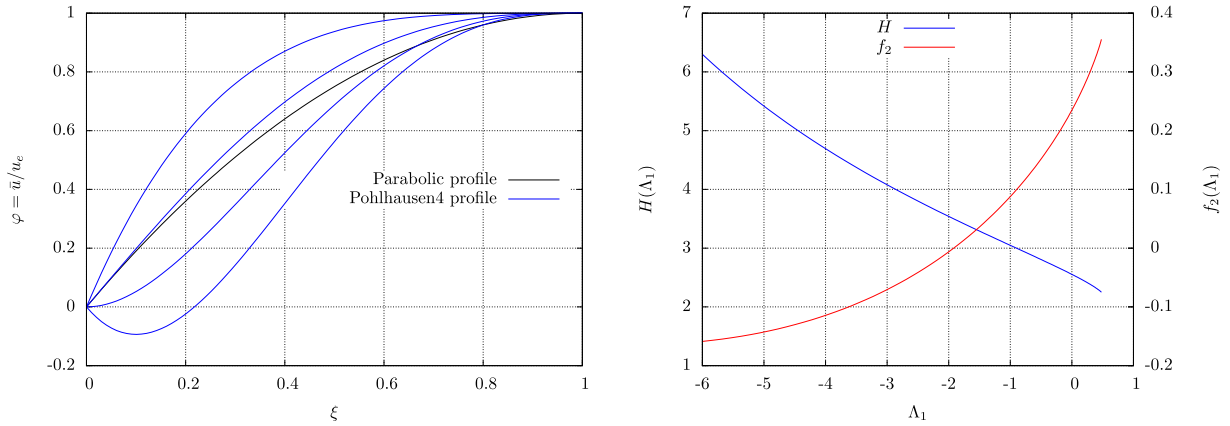 1
0.8
0.6
0.4
0.2
0
-0.2
φ = ū/u_e
Parabolic profile
Pohlhausen4 profile
0 0.2 0.4 0.6 0.8 1
ξ
7
6
5
4
3
2
1
H(Λ₁)
H
f₂
0.4
0.3
0.2
0.1
0
-0.1
-0.2
f₂(Λ₁)
-6 -5 -4 -3 -2 -1 0 1
Λ₁